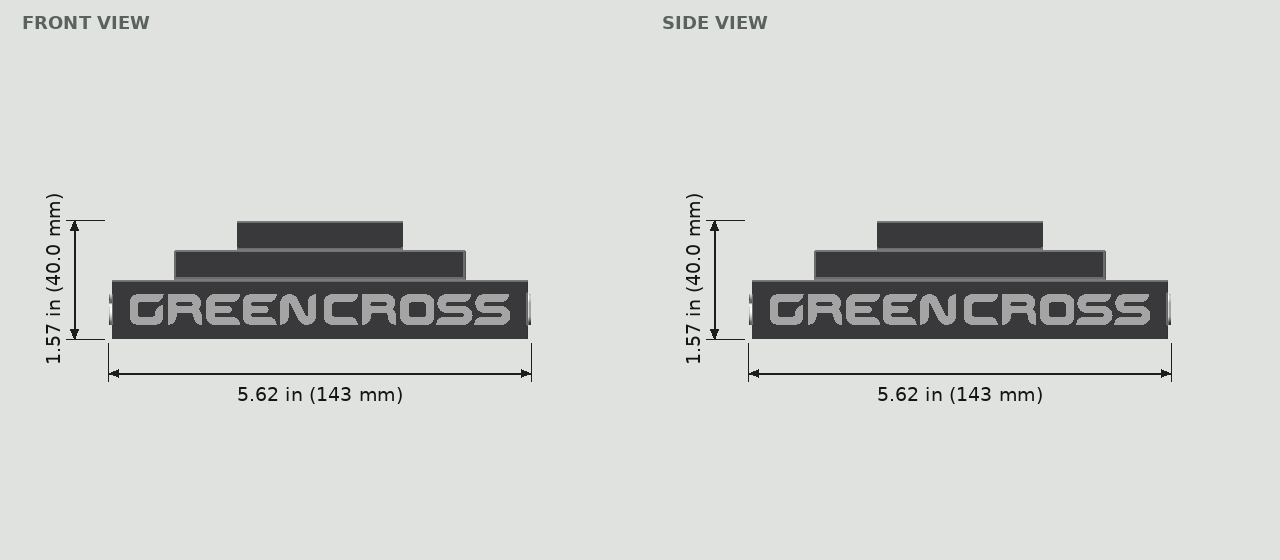 FRONT VIEW
SIDE VIEW
1.57 in (40.0 mm)
GREENCROSS
5.62 in (143 mm)
1.57 in (40.0 mm)
GREENCROSS
5.62 in (143 mm)